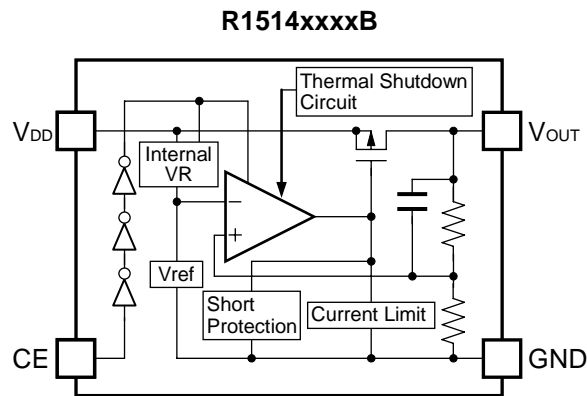 R1514xxxxB
Thermal Shutdown
Circuit
VDD
VOUT
Internal
VR
−
+
Vref
Short
Protection
Current Limit
CE
GND